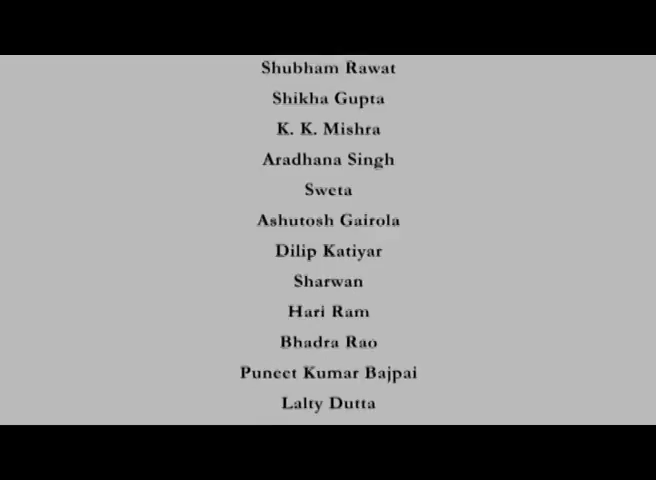 Shubham Rawat
Shikha Gupta
K. K. Mishra
Aradhana Singh
Sweta
Ashutosh Gairola
Dilip Katiyar
Sharwan
Hari Ram
Bhadra Rao
Puneet Kumar Bajpai
Lalty Dutta